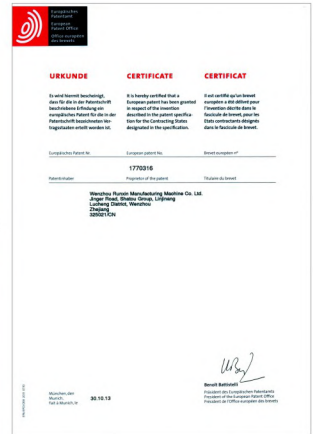 Europäisches
Patentamt
European
Patent Office
Office européen
des brevets
URKUNDE
Es wird hiermit bescheinigt,
dass für die in der Patentschrift
beschriebene Erfindung ein
europäisches Patent für die in der
Patentschrift bezeichneten Ver-
tragsstaaten erteilt worden ist.
CERTIFICATE
It is hereby certified that a
European patent has been granted
in respect of the invention
described in the patent specifica-
tion for the Contracting States
designated in the specification.
CERTIFICAT
Il est certifié qu'un brevet
européen a été délivré pour
l'invention décrite dans le
fascicule de brevet, pour les
Etats contractants désignés
dans le fascicule de brevet.
Europäisches Patent Nr.
European patent No.
Brevet européen n°
1770316
Patentinhaber
Proprietor of the patent
Titulaire du brevet
Wenzhou Runxin Manufacturing Machine Co. Ltd.
Jinger Road, Shatou Group, Linjiang
Lucheng District, Wenzhou
Zhejiang
325021/CN
Benoît Battistelli
Präsident des Europäischen Patentamts
President of the European Patent Office
Président de l'Office européen des brevets
München, den
Munich,
Fait à Munich, le
30.10.13